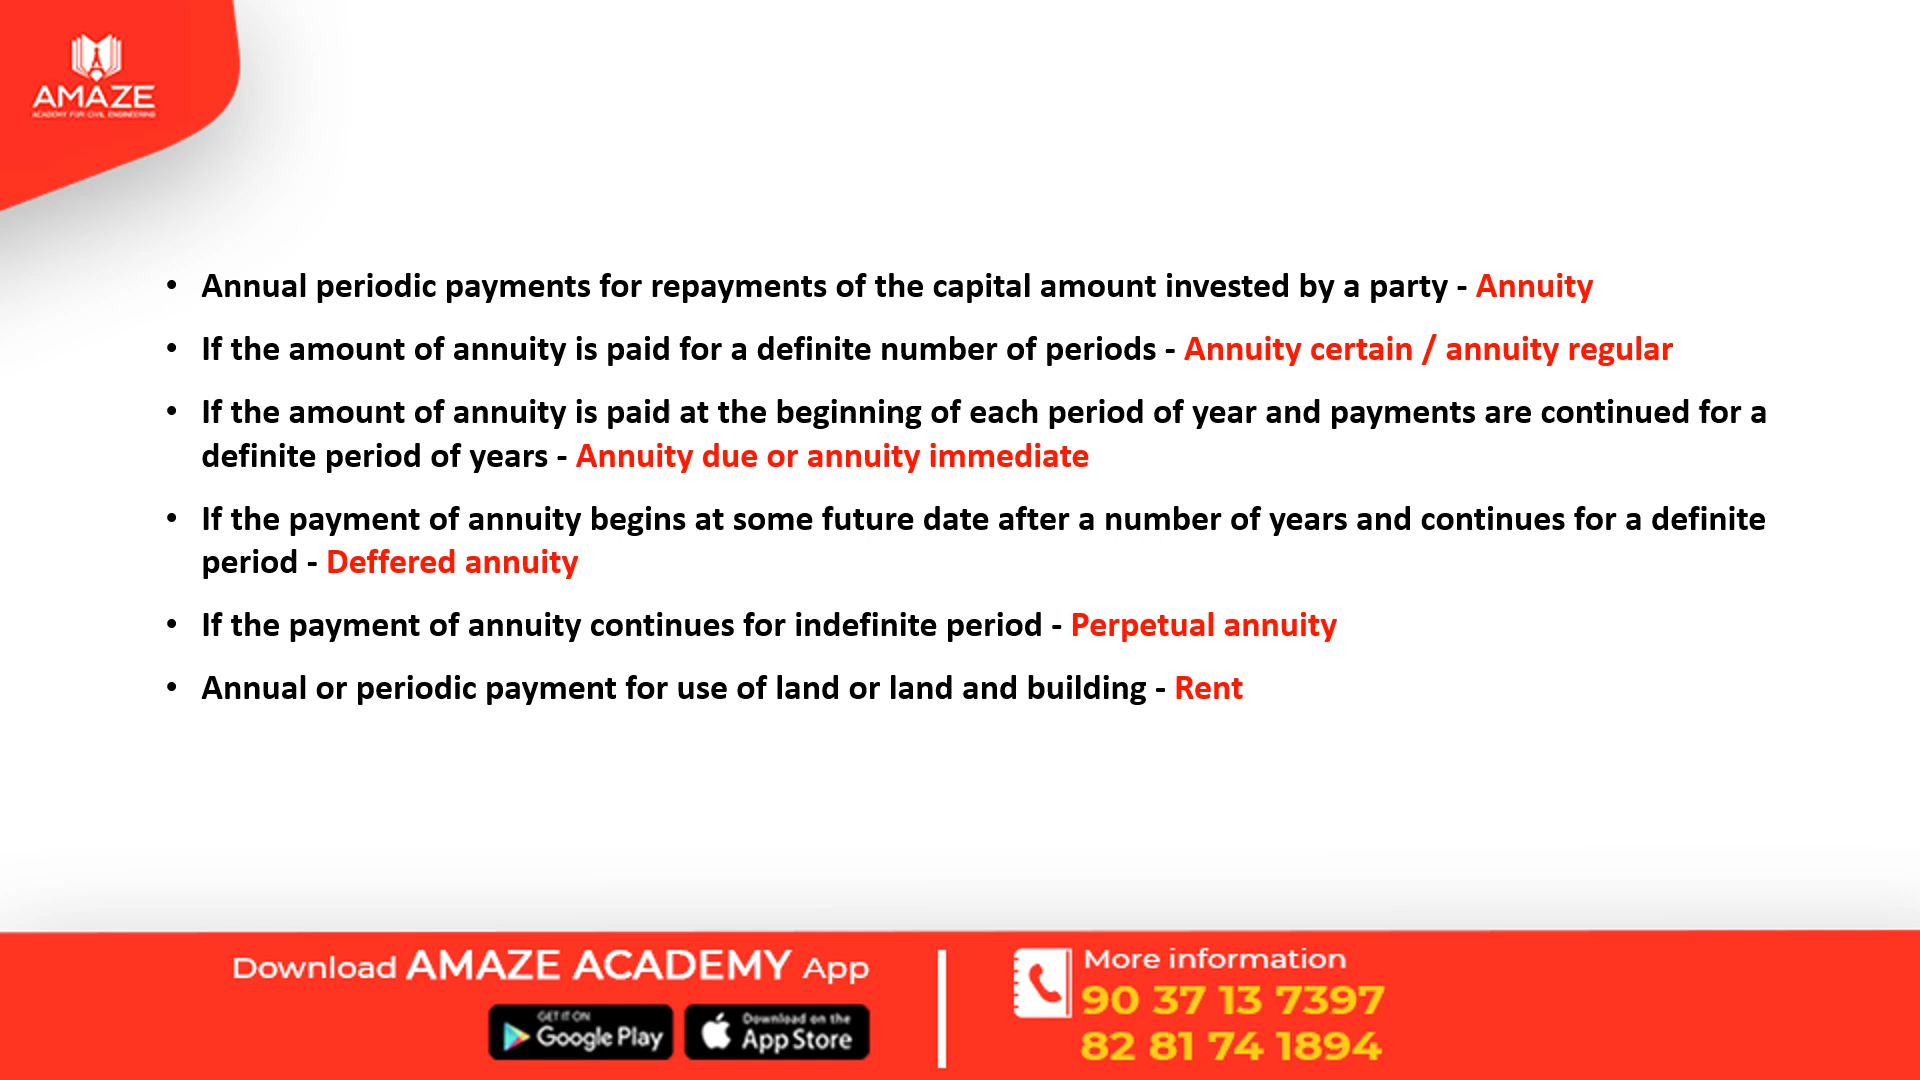 AMAZE
ACADEMY FOR CIVIL ENGINEERING
• Annual periodic payments for repayments of the capital amount invested by a party - Annuity
• If the amount of annuity is paid for a definite number of periods - Annuity certain / annuity regular
• If the amount of annuity is paid at the beginning of each period of year and payments are continued for a
definite period of years - Annuity due or annuity immediate
• If the payment of annuity begins at some future date after a number of years and continues for a definite
period - Deffered annuity
• If the payment of annuity continues for indefinite period - Perpetual annuity
• Annual or periodic payment for use of land or land and building - Rent
Download AMAZE ACADEMY App
GET IT ON
Google Play
Download on the
App Store
More information
90 37 13 7397
82 81 74 1894